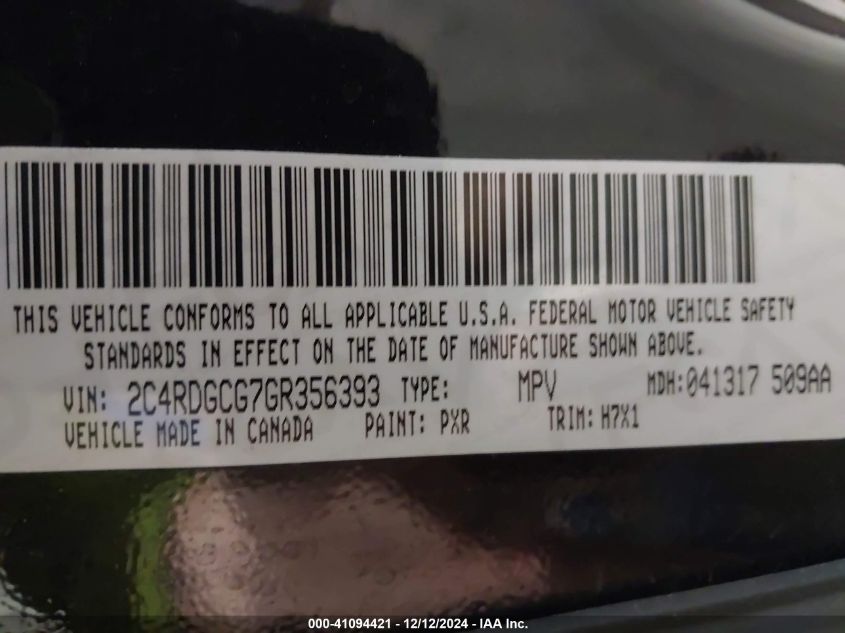 THIS VEHICLE CONFORMS TO ALL APPLICABLE U.S.A. FEDERAL MOTOR VEHICLE SAFETY
STANDARDS IN EFFECT ON THE DATE OF MANUFACTURE SHOWN ABOVE.
VIN: 2C4RDGCG7GR356393 TYPE: MPV MDH:041317 509AA
VEHICLE MADE IN CANADA PAINT: PXR TRIM: H7X1
000-41094421 - 12/12/2024 - IAA Inc.